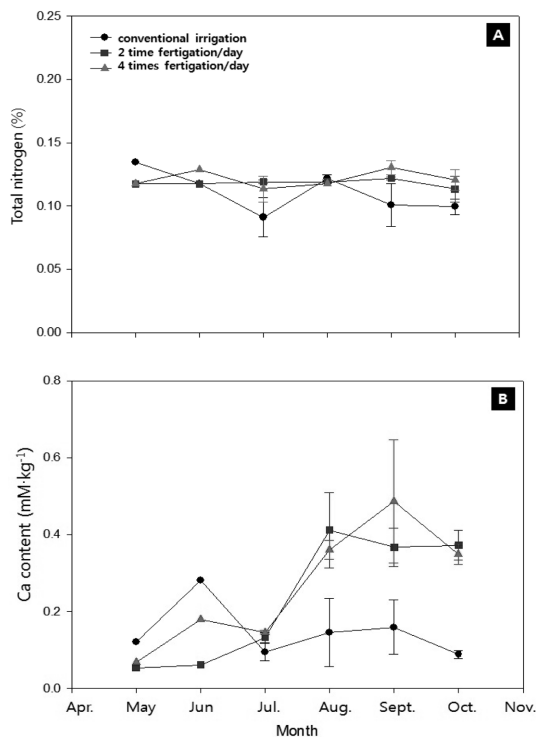 0.25
A
conventional irrigation
2 time fertigation/day
4 times fertigation/day
0.20
0.15
0.10
0.05
0.00
Total nitrogen (%)
0.8
B
0.6
0.4
0.2
0.0
Ca content (mM·kg⁻¹)
Apr. May Jun Jul. Aug. Sept. Oct. Nov.
Month